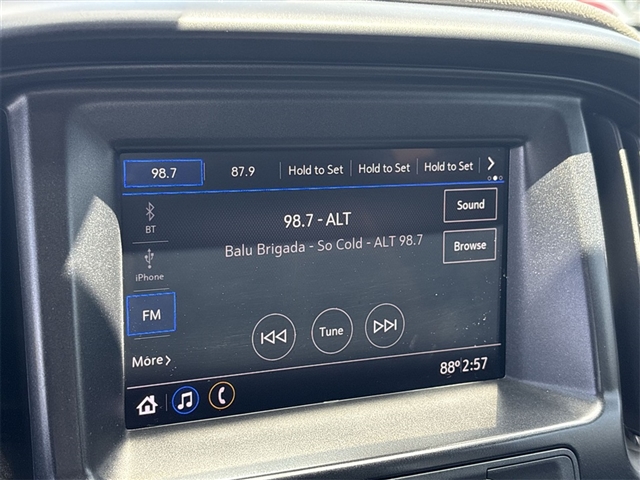 98.7 87.9 Hold to Set Hold to Set Hold to Set
BT
98.7 - ALT
Sound
Balu Brigada - So Cold - ALT 98.7
Browse
iPhone
FM
Tune
More
88° 2:57